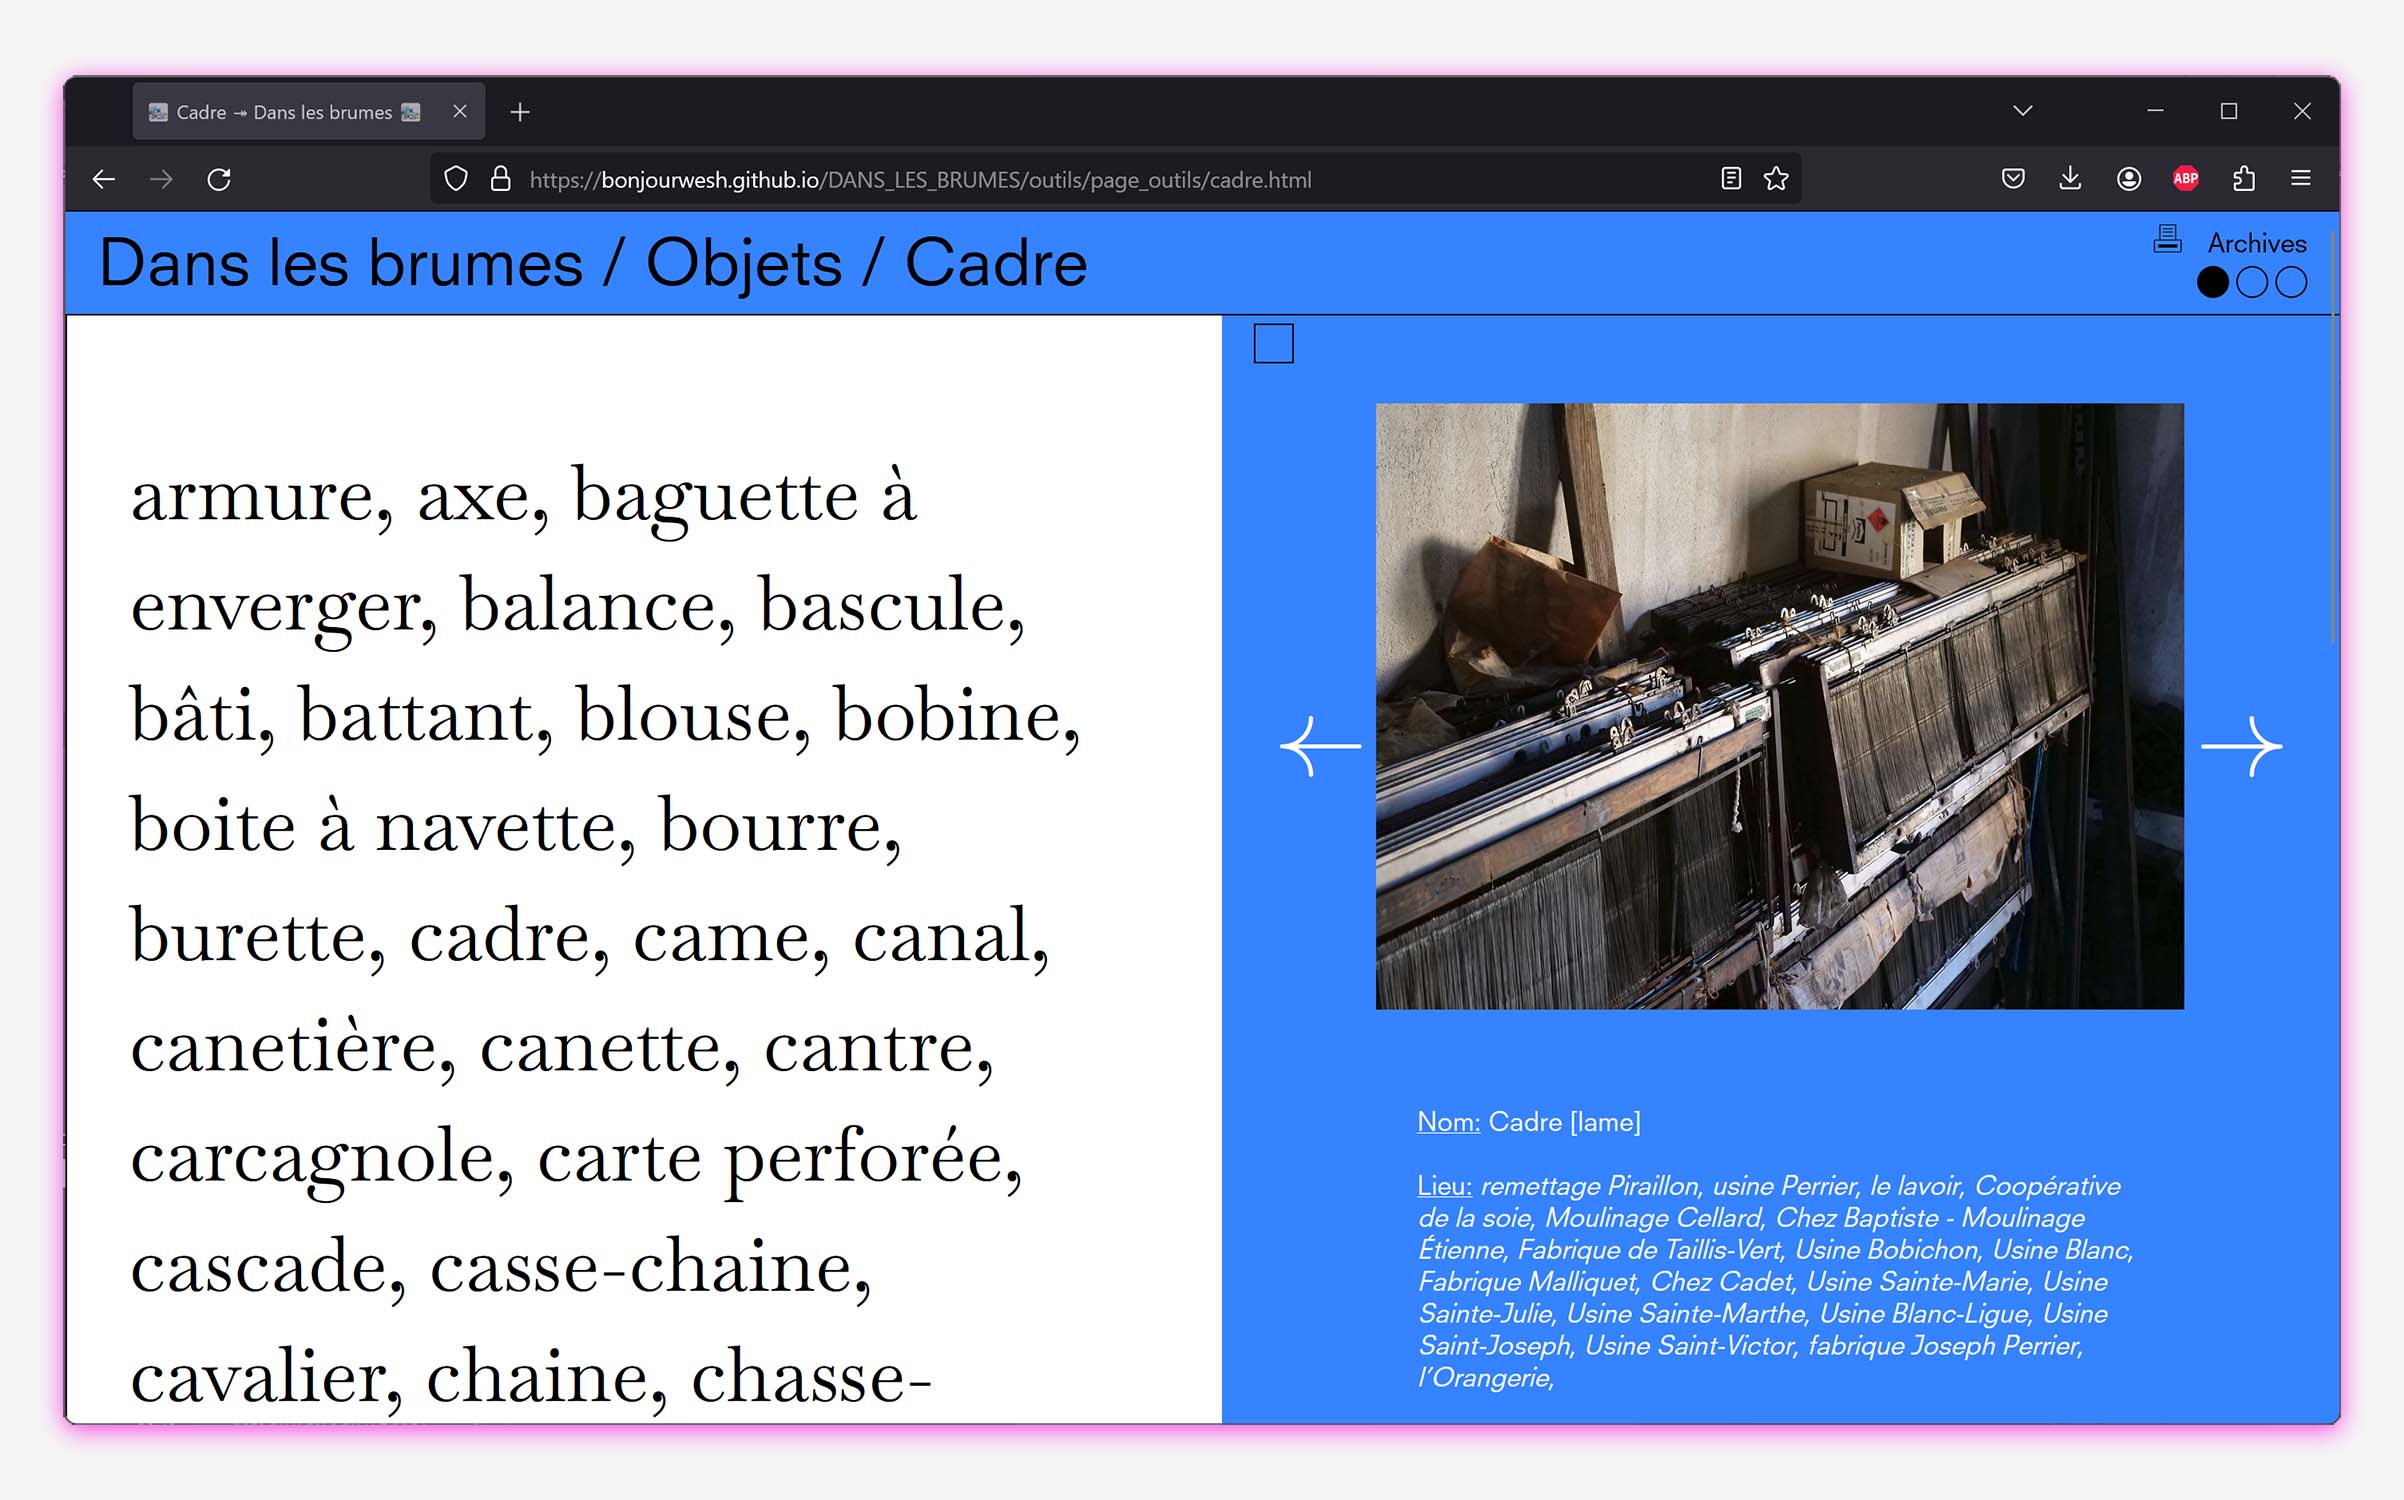 Cadre ⤞ Dans les brumes
https://bonjourwesh.github.io/DANS_LES_BRUMES/outils/page_outils/cadre.html
ABP
Dans les brumes / Objets / Cadre
Archives
armure, axe, baguette à
enverger, balance, bascule,
bâti, battant, blouse, bobine,
boite à navette, bourre,
burette, cadre, came, canal,
canetière, canette, cantre,
carcagnole, carte perforée,
cascade, casse-chaine,
cavalier, chaine, chasse-
Nom: Cadre [lame]
Lieu: remettage Piraillon, usine Perrier, le lavoir, Coopérative
de la soie, Moulinage Cellard, Chez Baptiste - Moulinage
Étienne, Fabrique de Taillis-Vert, Usine Bobichon, Usine Blanc,
Fabrique Malliquet, Chez Cadet, Usine Sainte-Marie, Usine
Sainte-Julie, Usine Sainte-Marthe, Usine Blanc-Ligue, Usine
Saint-Joseph, Usine Saint-Victor, fabrique Joseph Perrier,
l’Orangerie,